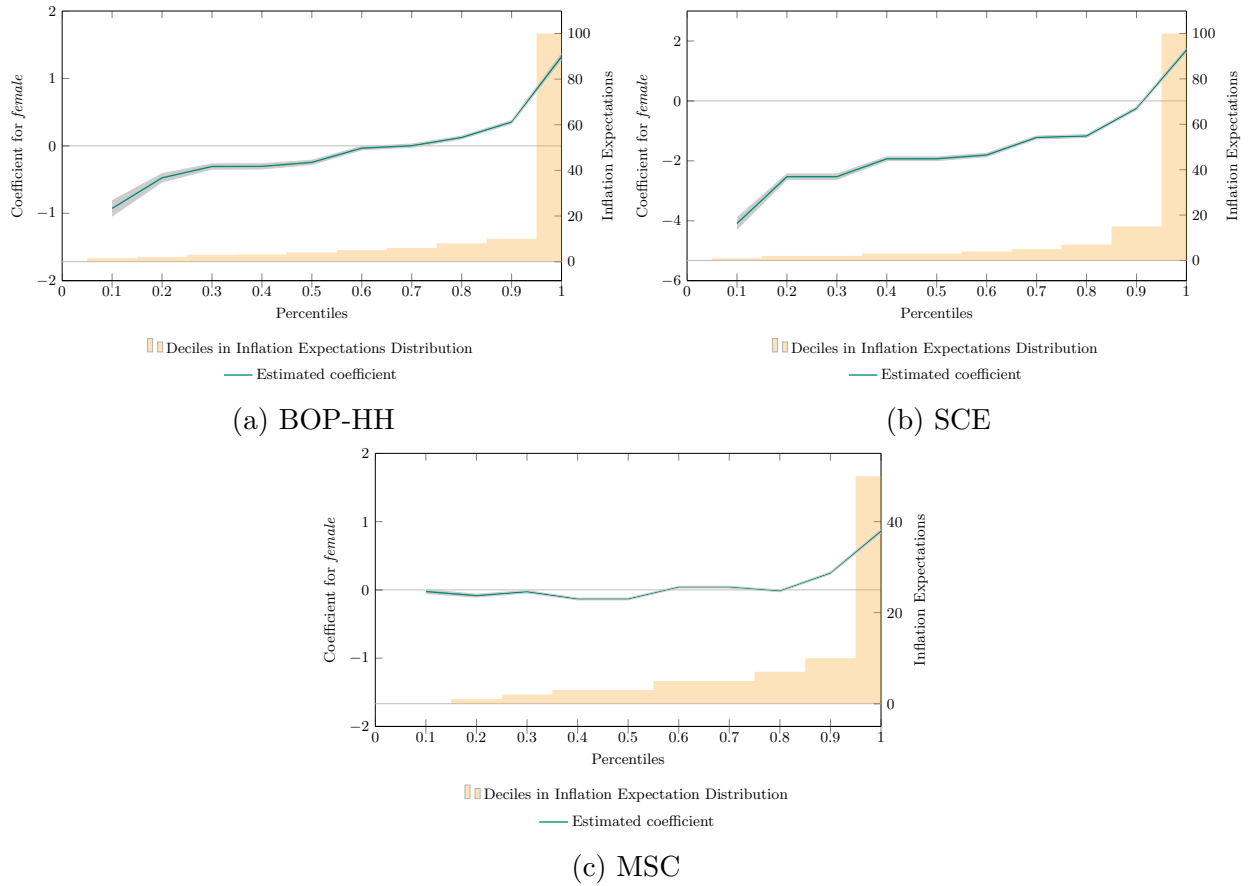 2
1
0
−1
−2
Coefficient for female
100
80
60
40
20
0
Inflation Expectations
0 0.1 0.2 0.3 0.4 0.5 0.6 0.7 0.8 0.9 1
Percentiles
Deciles in Inflation Expectations Distribution
Estimated coefficient
(a) BOP-HH
2
0
−2
−4
−6
Coefficient for female
100
80
60
40
20
0
Inflation Expectations
0 0.1 0.2 0.3 0.4 0.5 0.6 0.7 0.8 0.9 1
Percentiles
Deciles in Inflation Expectations Distribution
Estimated coefficient
(b) SCE
2
1
0
−1
−2
Coefficient for female
40
20
0
Inflation Expectations
0 0.1 0.2 0.3 0.4 0.5 0.6 0.7 0.8 0.9 1
Percentiles
Deciles in Inflation Expectation Distribution
Estimated coefficient
(c) MSC